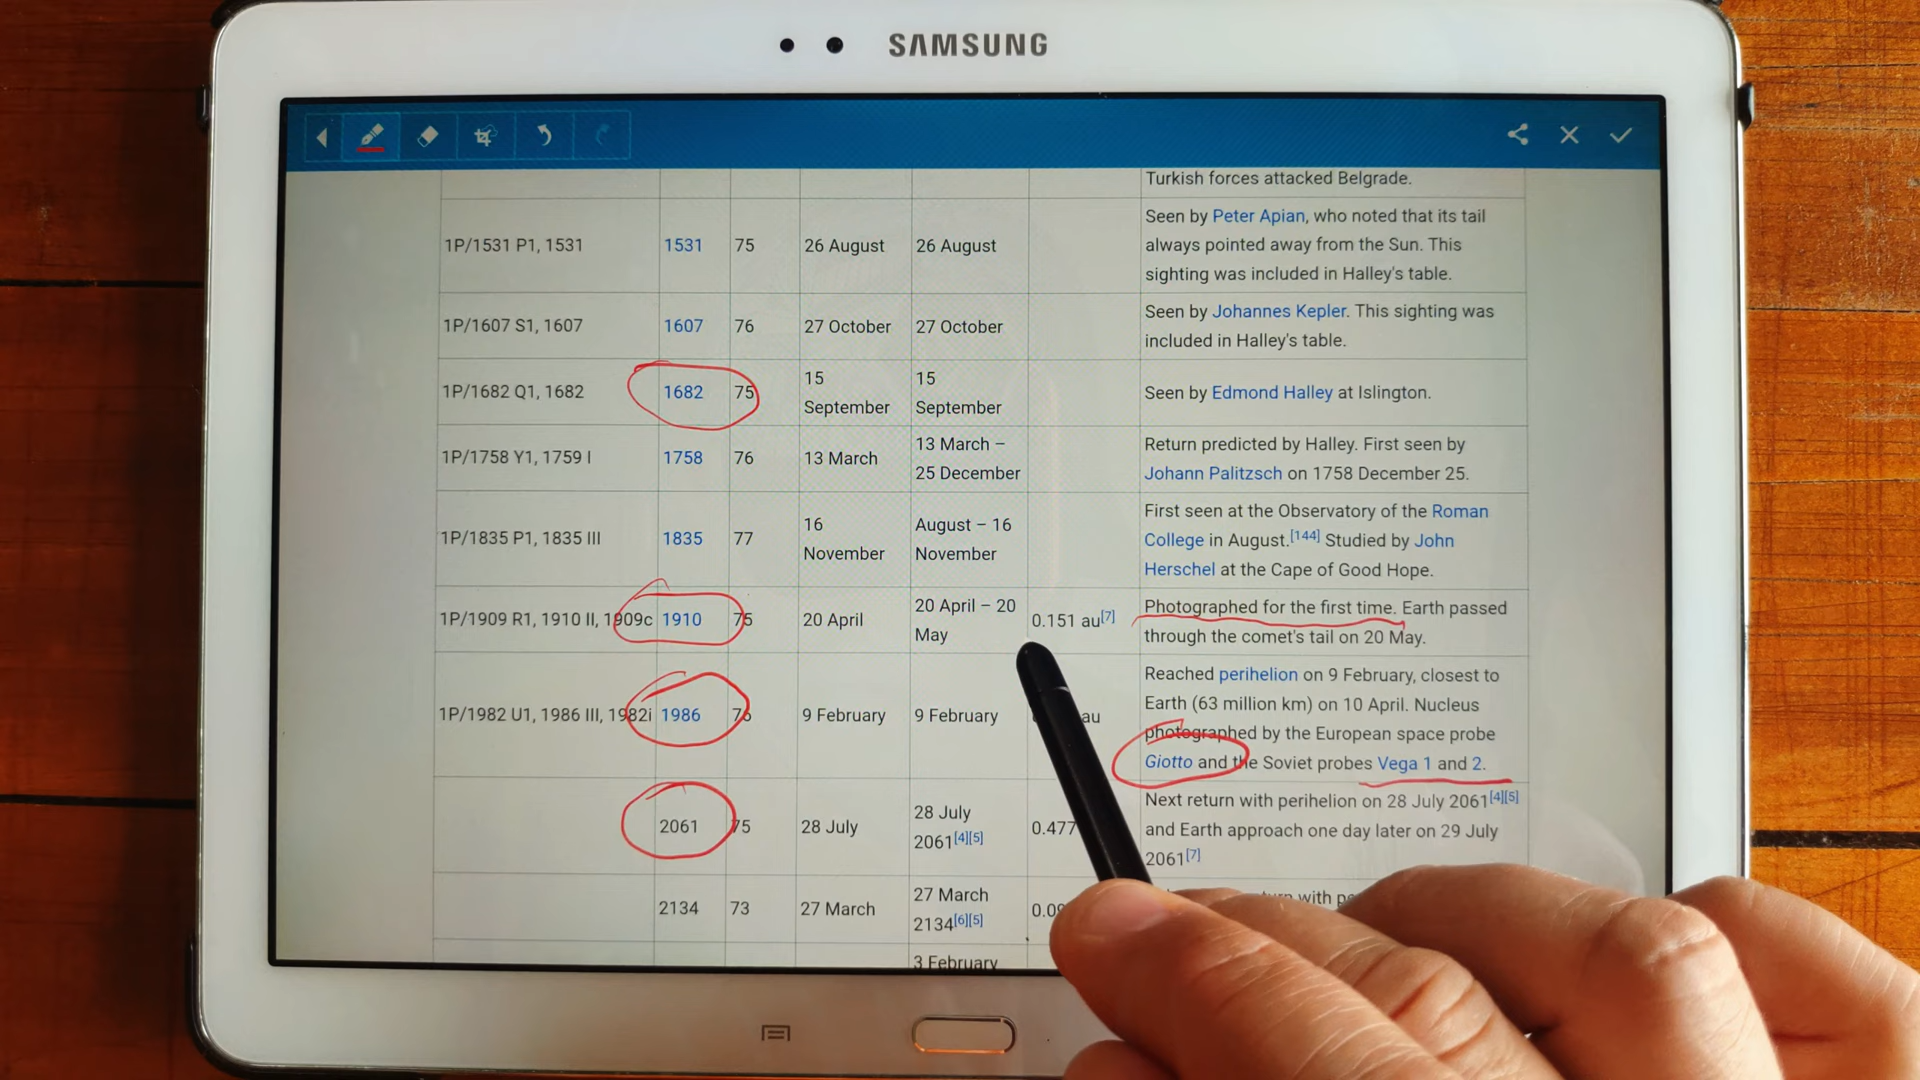 SAMSUNG
Turkish forces attacked Belgrade.
1P/1531 P1, 1531 1531 75 26 August 26 August
Seen by Peter Apian, who noted that its tail
always pointed away from the Sun. This
sighting was included in Halley's table.
1P/1607 S1, 1607 1607 76 27 October 27 October
Seen by Johannes Kepler. This sighting was
included in Halley's table.
1P/1682 Q1, 1682 1682 75
15
September
15
September
Seen by Edmond Halley at Islington.
1P/1758 Y1, 1759 I 1758 76 13 March
13 March –
25 December
Return predicted by Halley. First seen by
Johann Palitzsch on 1758 December 25.
1P/1835 P1, 1835 III 1835 77
16
November
August – 16
November
First seen at the Observatory of the Roman
College in August.[144] Studied by John
Herschel at the Cape of Good Hope.
1P/1909 R1, 1910 II, 1909c 1910 75 20 April
20 April – 20
May
0.151 au[7]
Photographed for the first time. Earth passed
through the comet's tail on 20 May.
1P/1982 U1, 1986 III, 1982i 1986 76 9 February 9 February au
Reached perihelion on 9 February, closest to
Earth (63 million km) on 10 April. Nucleus
photographed by the European space probe
Giotto and the Soviet probes Vega 1 and 2.
2061 75 28 July
28 July
2061[4][5]
0.477
Next return with perihelion on 28 July 2061[4][5]
and Earth approach one day later on 29 July
2061[7]
2134 73 27 March
27 March
2134[6][5]
0.09
with
3 February